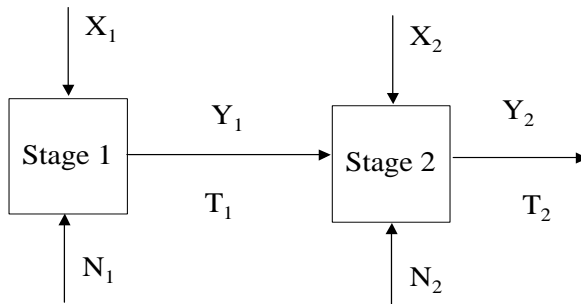 X₁
X₂
Y₁
Y₂
Stage 1
Stage 2
T₁
T₂
N₁
N₂